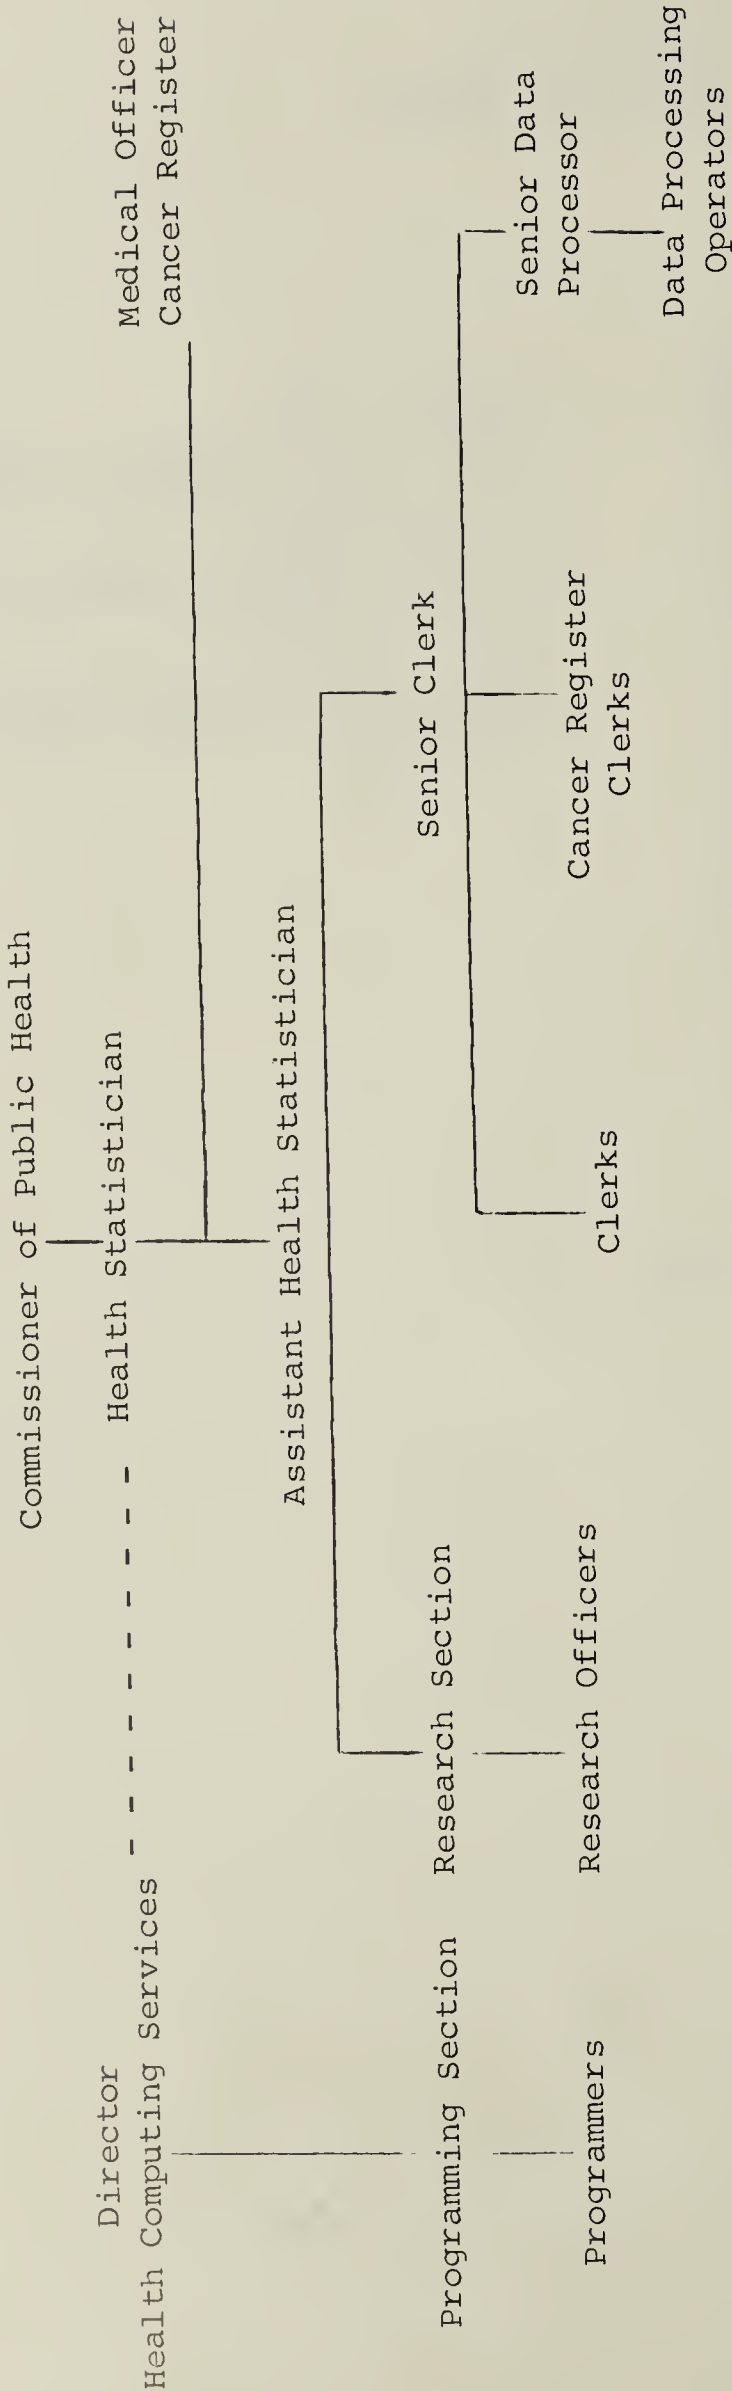 Commissioner of Public Health
Director
Health Computing Services
Health Statistician
Medical Officer
Cancer Register
Assistant Health Statistician
Programming Section
Research Section
Senior Clerk
Programmers
Research Officers
Clerks
Cancer Register
Clerks
Senior Data
Processor
Data Processing
Operators